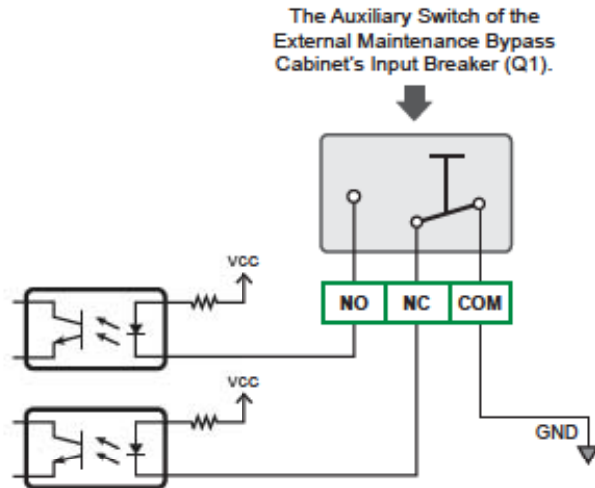 The Auxiliary Switch of the
External Maintenance Bypass
Cabinet's Input Breaker (Q1).
VCC
NO NC COM
VCC
GND